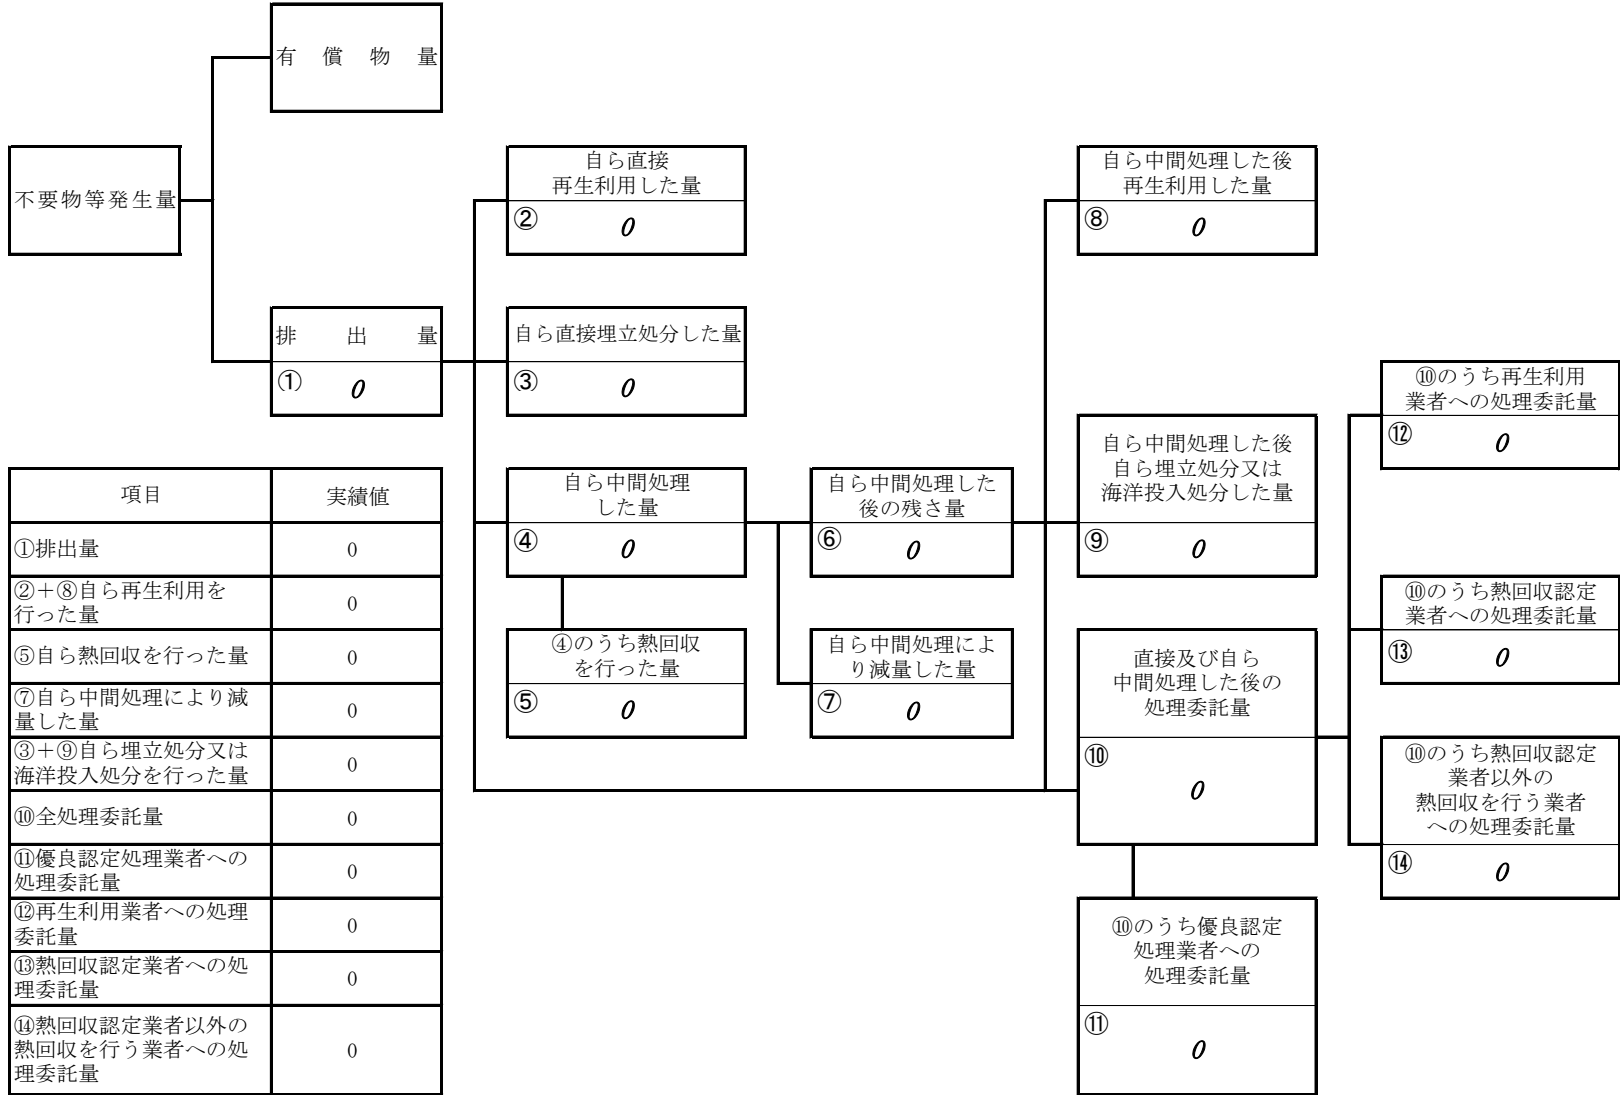 有償物量
不要物等発生量
排出量
① 0
自ら直接
再生利用した量
② 0
自ら直接埋立処分した量
③ 0
自ら中間処理
した量
④ 0
④のうち熱回収
を行った量
⑤ 0
自ら中間処理した
後の残さ量
⑥ 0
自ら中間処理によ
り減量した量
⑦ 0
自ら中間処理した後
再生利用した量
⑧ 0
自ら中間処理した後
自ら埋立処分又は
海洋投入処分した量
⑨ 0
直接及び自ら
中間処理した後の
処理委託量
⑩ 0
⑩のうち優良認定
処理業者への
処理委託量
⑪ 0
⑩のうち再生利用
業者への処理委託量
⑫ 0
⑩のうち熱回収認定
業者への処理委託量
⑬ 0
⑩のうち熱回収認定
業者以外の
熱回収を行う業者
への処理委託量
⑭ 0
項目 実績値
①排出量 0
②+⑧自ら再生利用を
行った量 0
⑤自ら熱回収を行った量 0
⑦自ら中間処理により減
量した量 0
③+⑨自ら埋立処分又は
海洋投入処分を行った量 0
⑩全処理委託量 0
⑪優良認定処理業者への
処理委託量 0
⑫再生利用業者への処理
委託量 0
⑬熱回収認定業者への処
理委託量 0
⑭熱回収認定業者以外の
熱回収を行う業者への処 0
理委託量